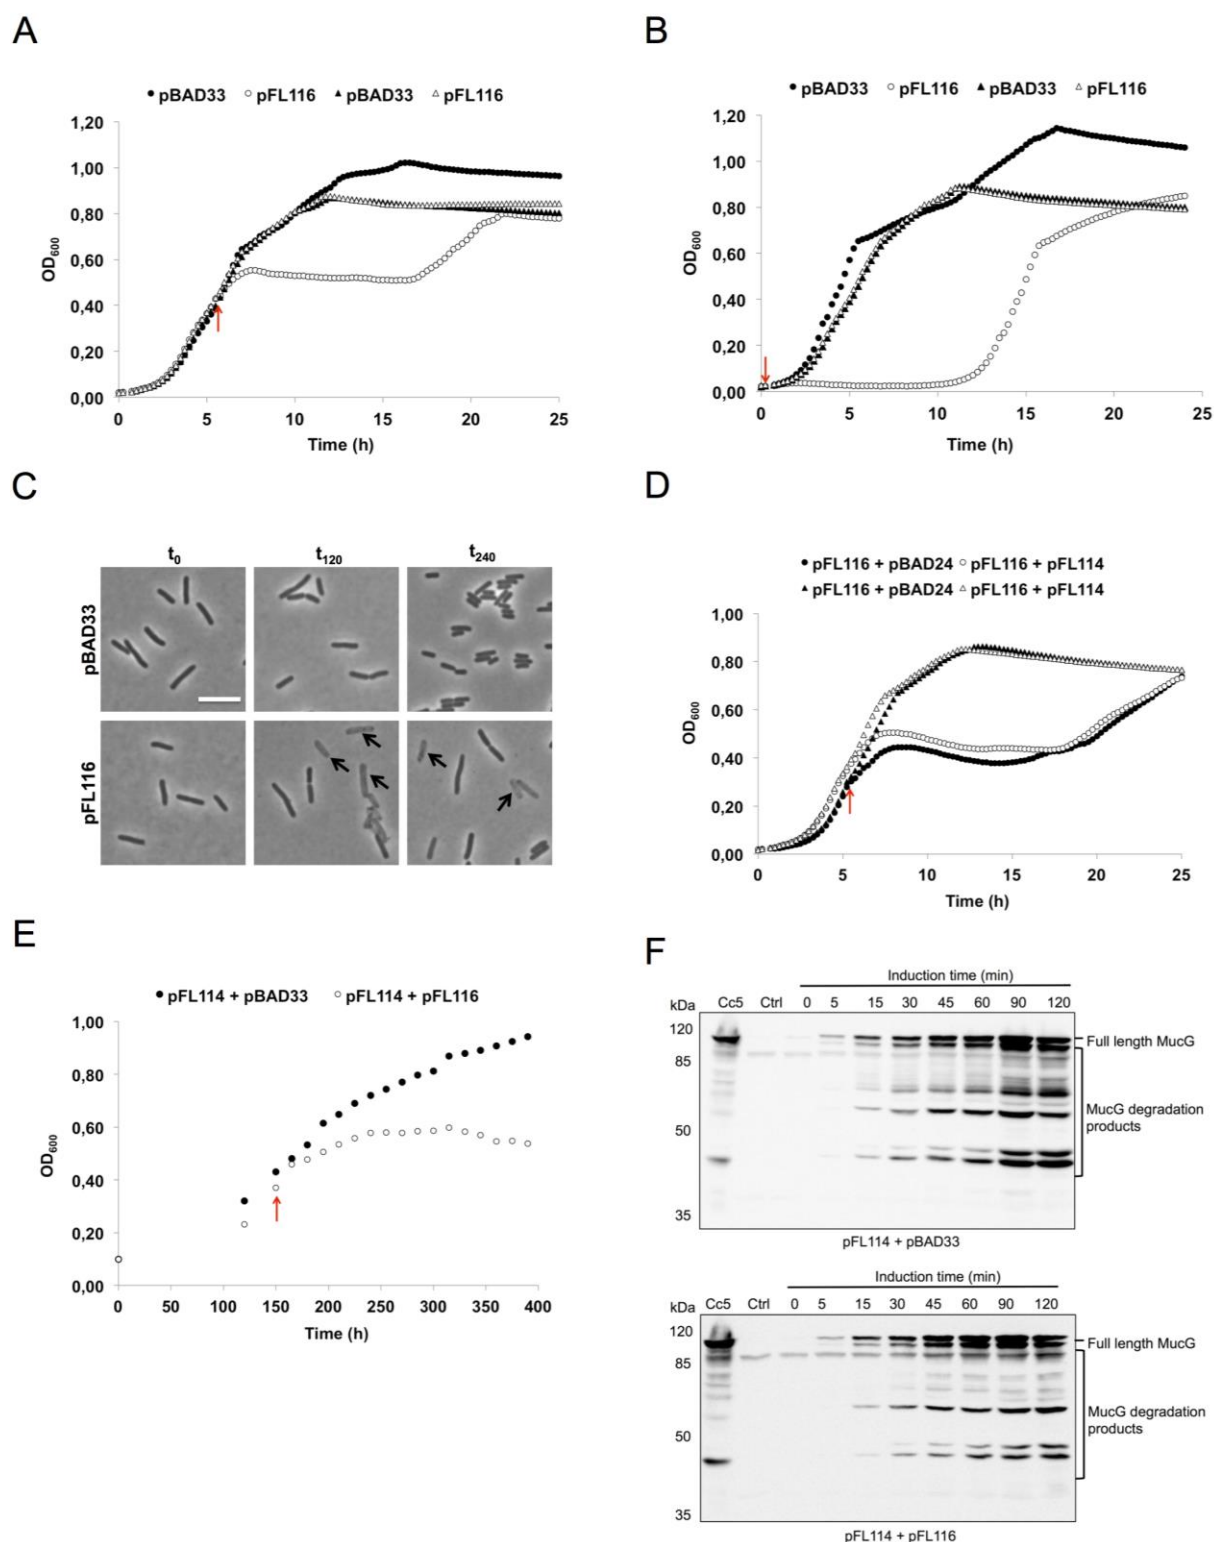 A
● pBAD33 ○ pFL116 ▲ pBAD33 △ pFL116
1,20
1,00
0,80
0,60
0,40
0,20
0,00
OD600
0 5 10 15 20 25
Time (h)
B
● pBAD33 ○ pFL116 ▲ pBAD33 △ pFL116
1,20
1,00
0,80
0,60
0,40
0,20
0,00
OD600
0 5 10 15 20 25
Time (h)
C
t0 t120 t240
pBAD33
pFL116
D
● pFL116 + pBAD24 ○ pFL116 + pFL114
▲ pFL116 + pBAD24 △ pFL116 + pFL114
1,00
0,80
0,60
0,40
0,20
0,00
OD600
0 5 10 15 20 25
Time (h)
E
● pFL114 + pBAD33 ○ pFL114 + pFL116
1,00
0,80
0,60
0,40
0,20
0,00
OD600
0 50 100 150 200 250 300 350 400
Time (h)
F
Induction time (min)
kDa Cc5 Ctrl 0 5 15 30 45 60 90 120
120
85
50
35
Full length MucG
MucG degradation
products
pFL114 + pBAD33
Induction time (min)
kDa Cc5 Ctrl 0 5 15 30 45 60 90 120
120
85
50
35
Full length MucG
MucG degradation
products
pFL114 + pFL116